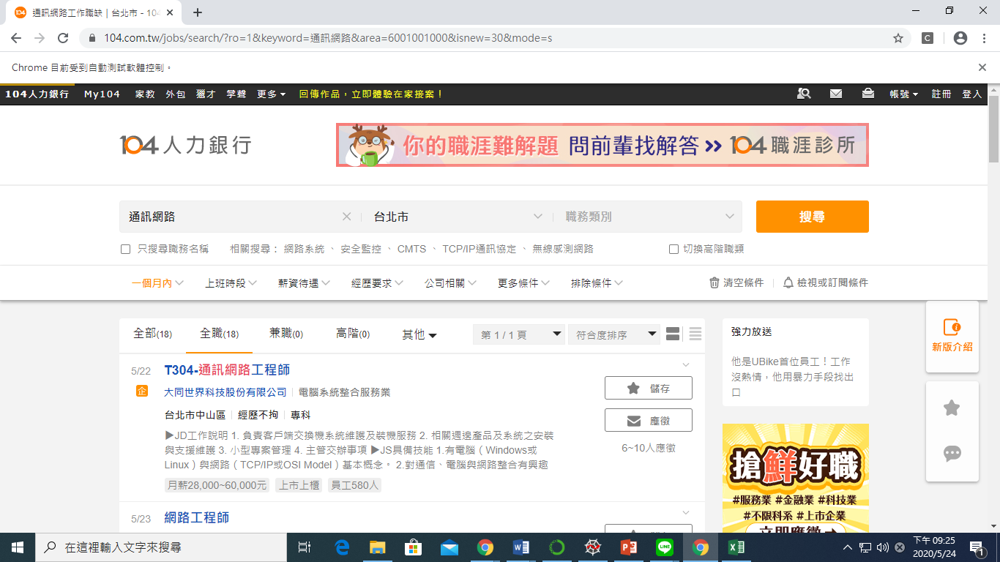 通訊網路工作職缺｜台北市 - 104
104.com.tw/jobs/search/?ro=1&keyword=通訊網路&area=6001001000&isnew=30&mode=s
C
Chrome 目前受到自動測試軟體控制。
104人力銀行 My104 家教 外包 獵才 掌聲 更多 回傳作品，立即體驗在家接案！ 帳號 註冊 登入
104人力銀行
你的職涯難解題 問前輩找解答 104職涯診所
通訊網路 台北市 職務類別 搜尋
只搜尋職務名稱 相關搜尋： 網路系統 、 安全監控 、 CMTS 、 TCP/IP通訊協定 、 無線感測網路 切換高階職類
一個月內 上班時段 薪資待遇 經歷要求 公司相關 更多條件 排除條件 清空條件 檢視或訂閱條件
新版介紹
全部(18) 全職(18) 兼職(0) 高階(0) 其他 第 1 / 1 頁 符合度排序
5/22 T304-通訊網路工程師
企 大同世界科技股份有限公司 電腦系統整合服務業
台北市中山區 經歷不拘 專科
▶JD工作說明 1. 負責客戶端交換機系統維護及裝機服務 2. 相關週邊產品及系統之安裝
與支援維護 3. 小型專案管理 4. 主管交辦事項 ▶JS具備技能 1.有電腦（Windows或
Linux）與網路（TCP/IP或OSI Model）基本概念。 2.對通信、電腦與網路整合有興趣
月薪28,000~60,000元 上市上櫃 員工580人
儲存
應徵
6~10人應徵
5/23 網路工程師
強力放送
他是UBike首位員工！工作
沒熱情，他用暴力手段找出
口
搶鮮好職
#服務業 #金融業 #科技業
#不限科系 #上市企業
立即應徵
在這裡輸入文字來搜尋
下午 09:25
2020/5/24
1